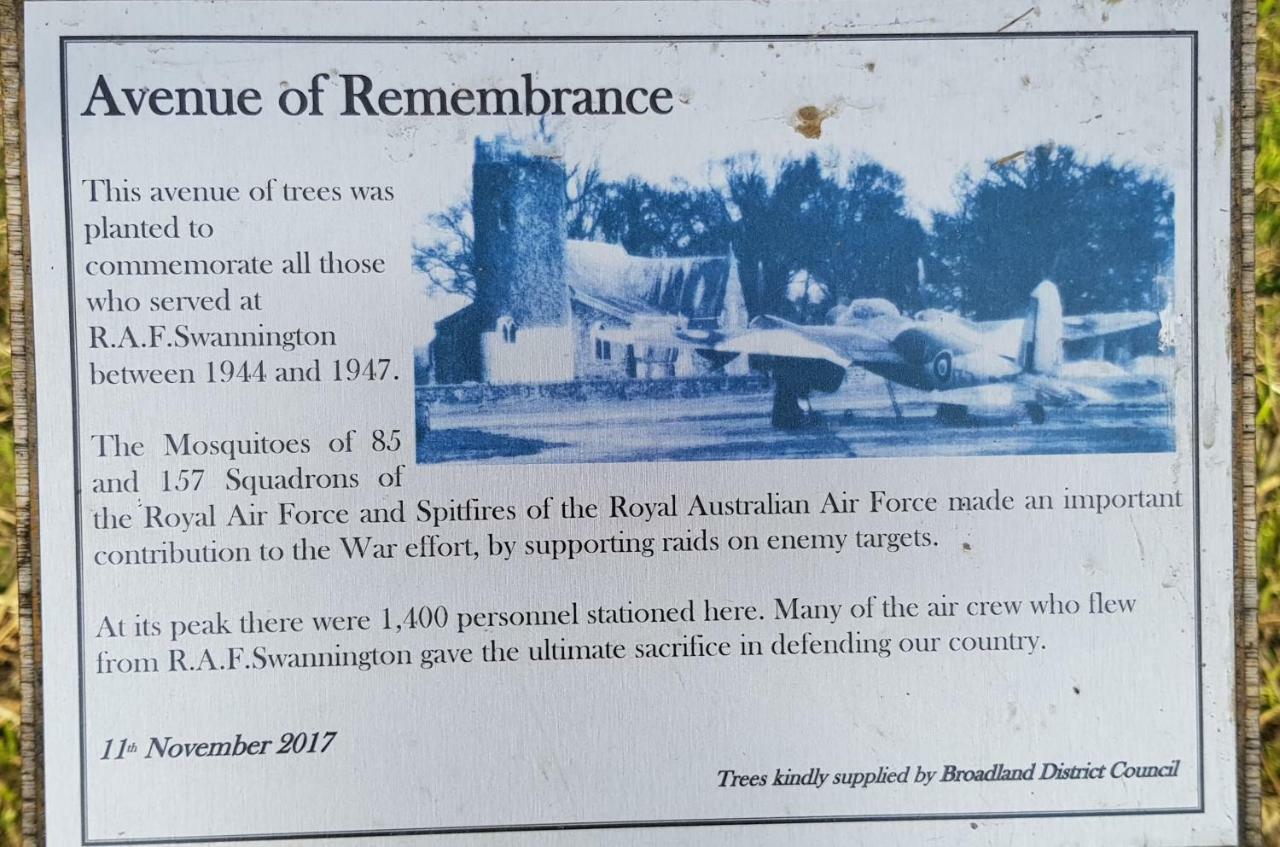 Avenue of Remembrance
This avenue of trees was
planted to
commemorate all those
who served at
R.A.F.Swannington
between 1944 and 1947.
The Mosquitoes of 85
and 157 Squadrons of
the Royal Air Force and Spitfires of the Royal Australian Air Force made an important
contribution to the War effort, by supporting raids on enemy targets.
At its peak there were 1,400 personnel stationed here. Many of the air crew who flew
from R.A.F.Swannington gave the ultimate sacrifice in defending our country.
11th November 2017
Trees kindly supplied by Broadland District Council